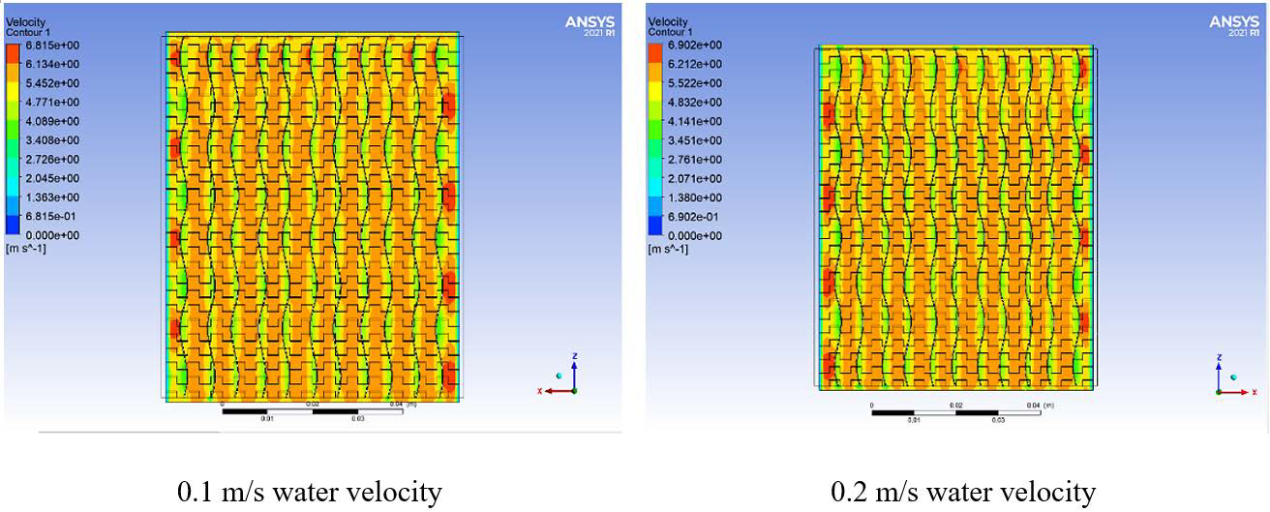 Velocity
Contour 1
6.815e+00
6.134e+00
5.452e+00
4.771e+00
4.089e+00
3.408e+00
2.726e+00
2.045e+00
1.363e+00
6.815e-01
0.000e+00
[m s^-1]
ANSYS
2021 R1
Z
X
0 0.02 0.04 (m)
0.01 0.03
Velocity
Contour 1
6.902e+00
6.212e+00
5.522e+00
4.832e+00
4.141e+00
3.451e+00
2.761e+00
2.071e+00
1.380e+00
6.902e-01
0.000e+00
[m s^-1]
ANSYS
2021 R1
Z
X
0 0.02 0.04 (m)
0.01 0.03
0.1 m/s water velocity
0.2 m/s water velocity